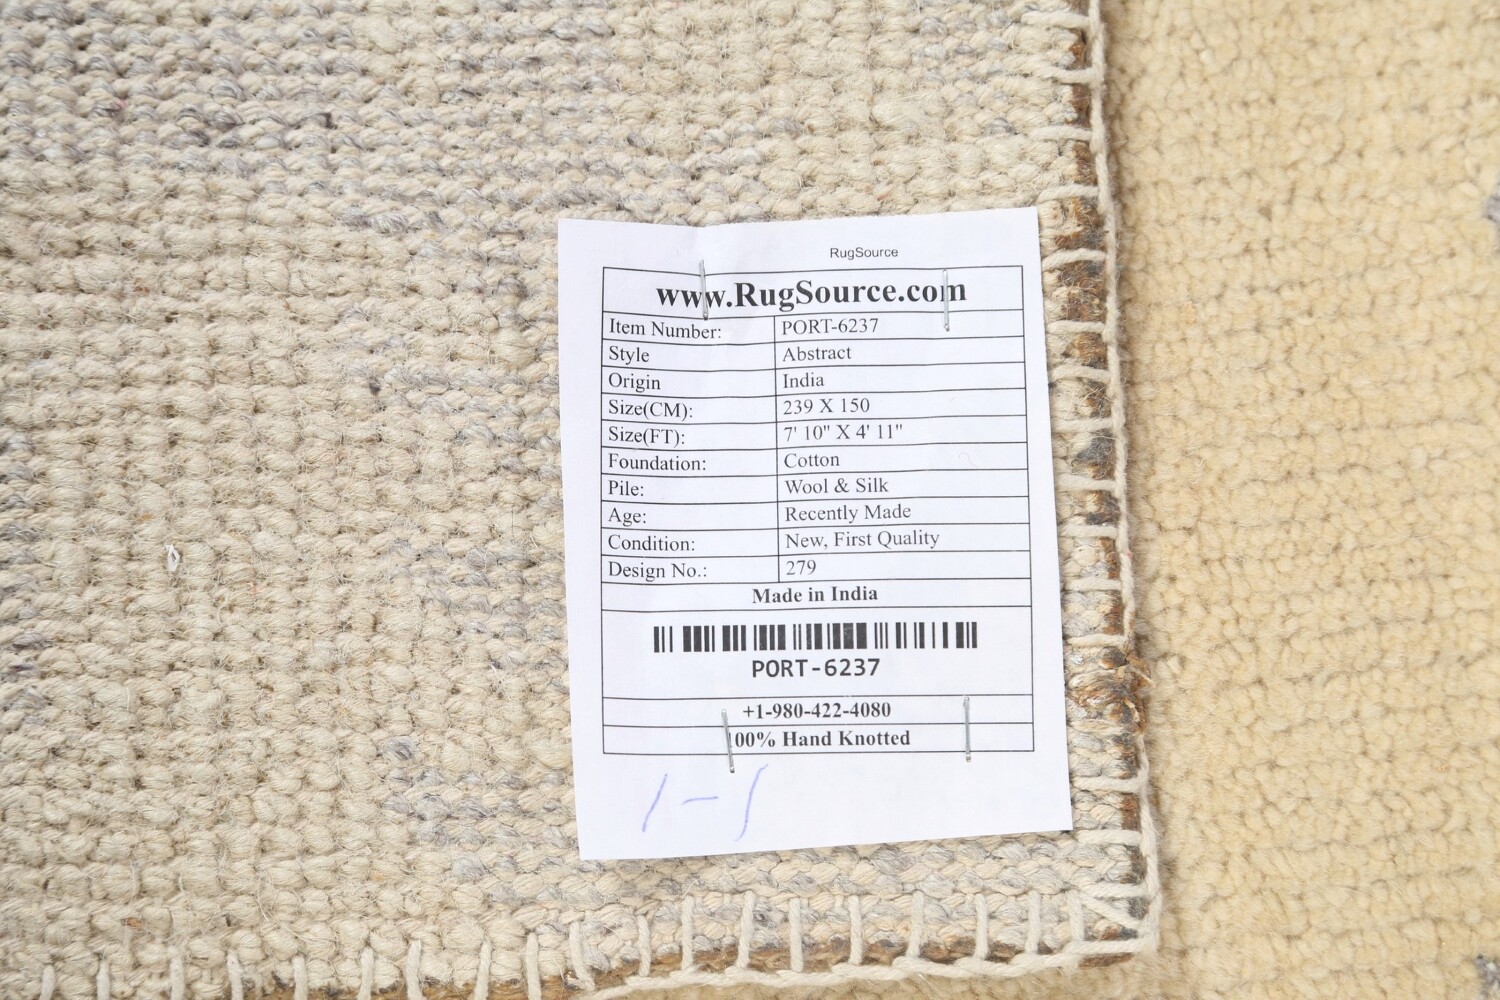 RugSource
www.RugSource.com
Item Number: PORT-6237
Style Abstract
Origin India
Size(CM): 239 X 150
Size(FT): 7' 10" X 4' 11"
Foundation: Cotton
Pile: Wool & Silk
Age: Recently Made
Condition: New, First Quality
Design No.: 279
Made in India
PORT-6237
+1-980-422-4080
100% Hand Knotted